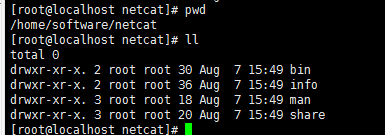 [root@localhost netcat]# pwd
/home/software/netcat
[root@localhost netcat]# ll
total 0
drwxr-xr-x. 2 root root 30 Aug  7 15:49 bin
drwxr-xr-x. 2 root root 36 Aug  7 15:49 info
drwxr-xr-x. 3 root root 18 Aug  7 15:49 man
drwxr-xr-x. 3 root root 20 Aug  7 15:49 share
[root@localhost netcat]#